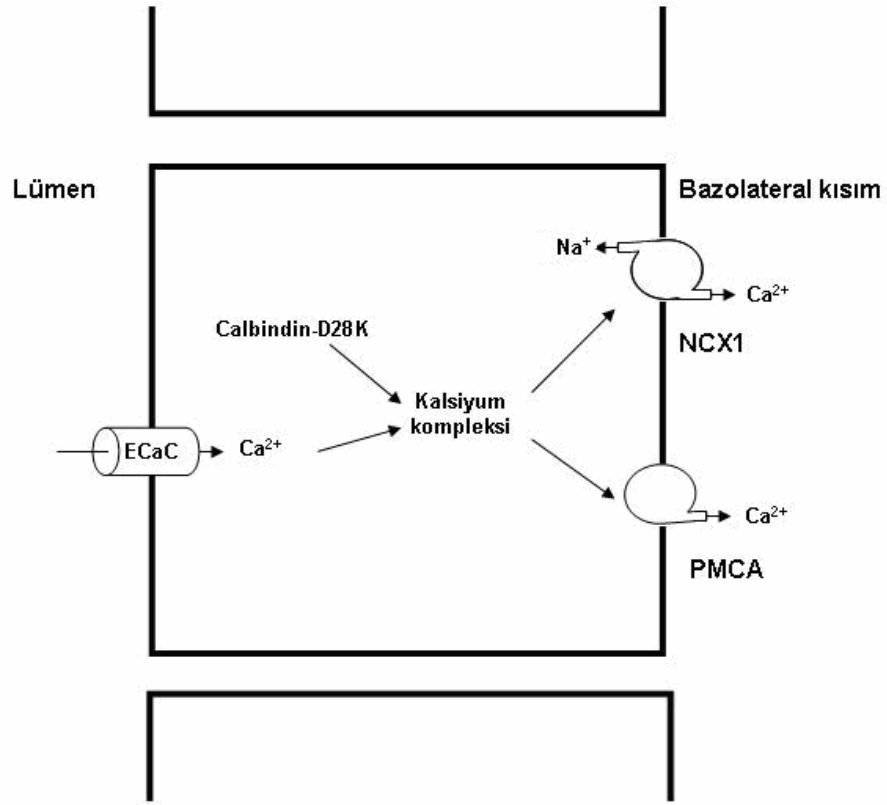 Lümen
Bazolateral kısım
Na⁺
Ca²⁺
NCX1
Calbindin-D28K
Kalsiyum
kompleksi
ECaC
Ca²⁺
Ca²⁺
PMCA